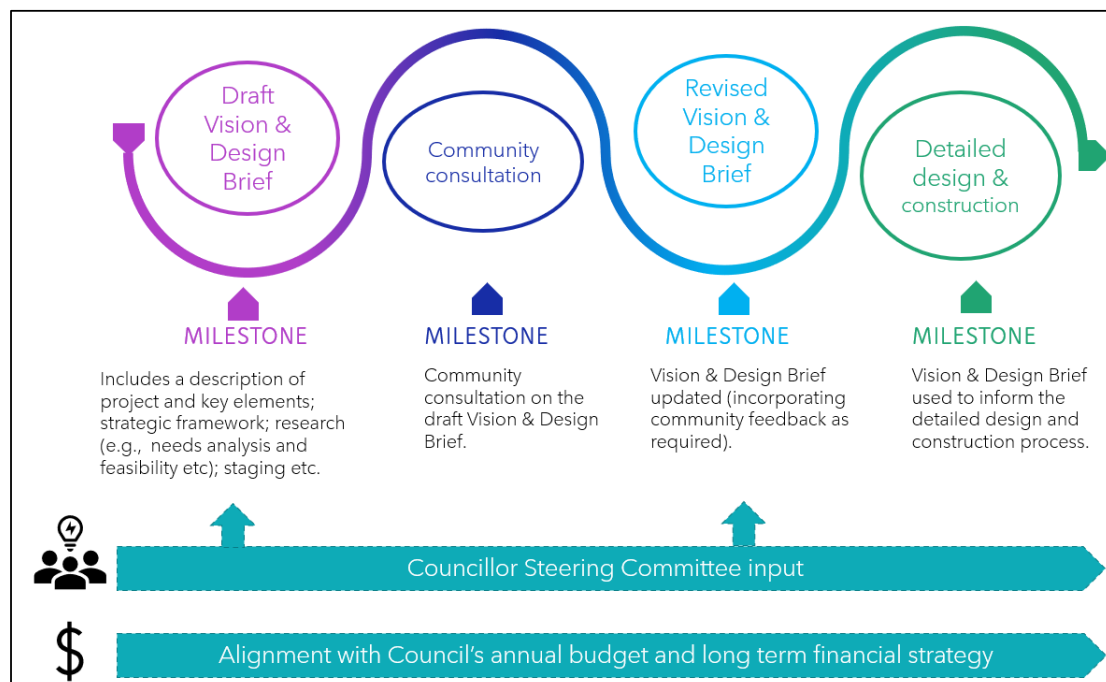 Draft
Vision &
Design
Brief
Community
consultation
Revised
Vision &
Design
Brief
Detailed
design &
construction
MILESTONE
Includes a description of
project and key elements;
strategic framework; research
(e.g., needs analysis and
feasibility etc); staging etc.
MILESTONE
Community
consultation on the
draft Vision & Design
Brief.
MILESTONE
Vision & Design Brief
updated (incorporating
community feedback as
required).
MILESTONE
Vision & Design Brief
used to inform the
detailed design and
construction process.
Councillor Steering Committee input
$
Alignment with Council's annual budget and long term financial strategy